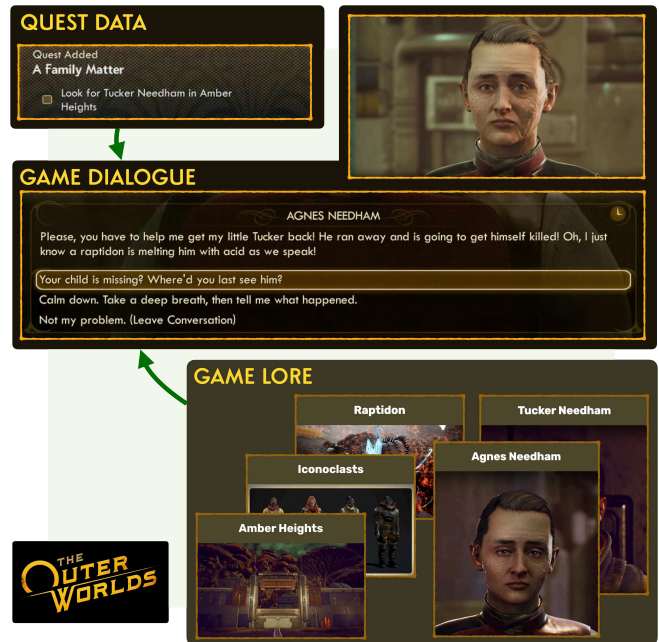 QUEST DATA
Quest Added
A Family Matter
Look for Tucker Needham in Amber
Heights
GAME DIALOGUE
AGNES NEEDHAM
Please, you have to help me get my little Tucker back! He ran away and is going to get himself killed! Oh, I just
know a raptidon is melting him with acid as we speak!
Your child is missing? Where'd you last see him?
Calm down. Take a deep breath, then tell me what happened.
Not my problem. (Leave Conversation)
GAME LORE
Raptidon
Tucker Needham
Iconoclasts
Agnes Needham
Amber Heights
THE
OUTER
WORLDS